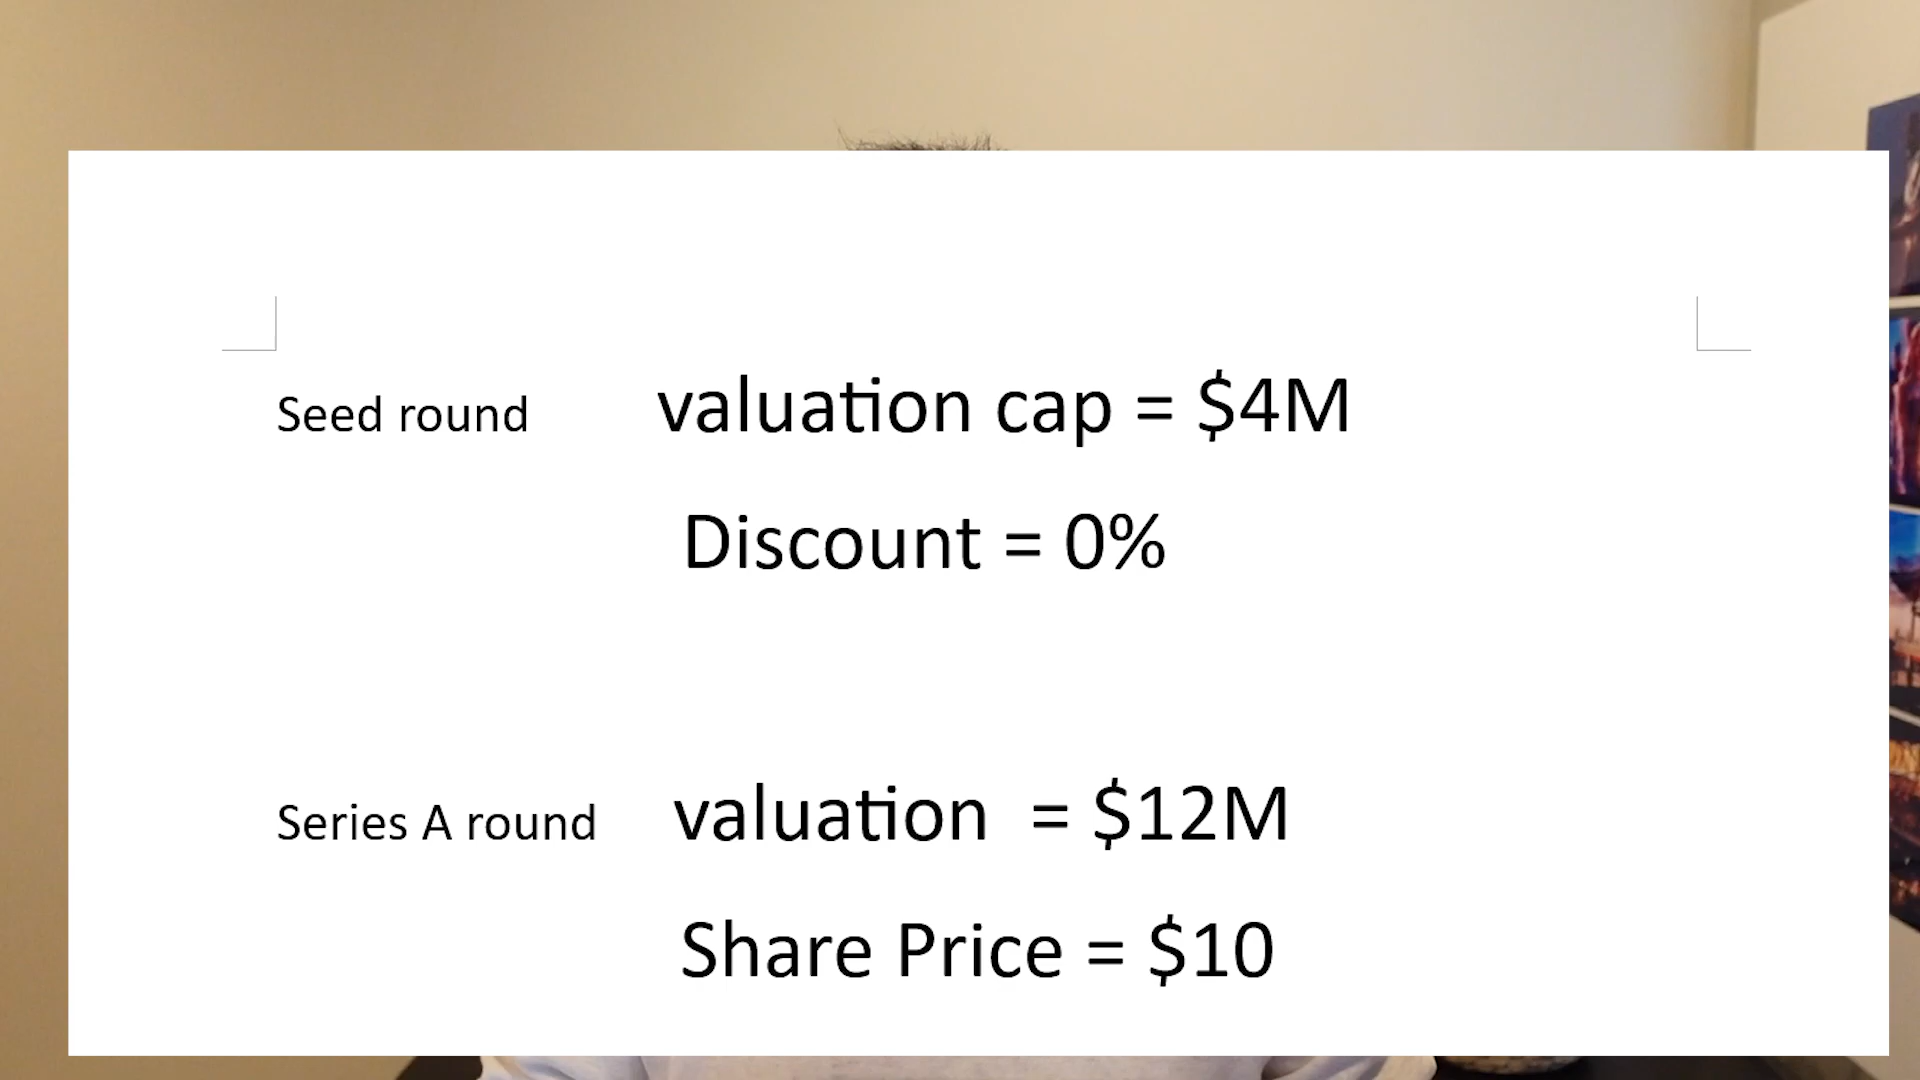 Seed round valuation cap = $4M
Discount = 0%
Series A round valuation = $12M
Share Price = $10